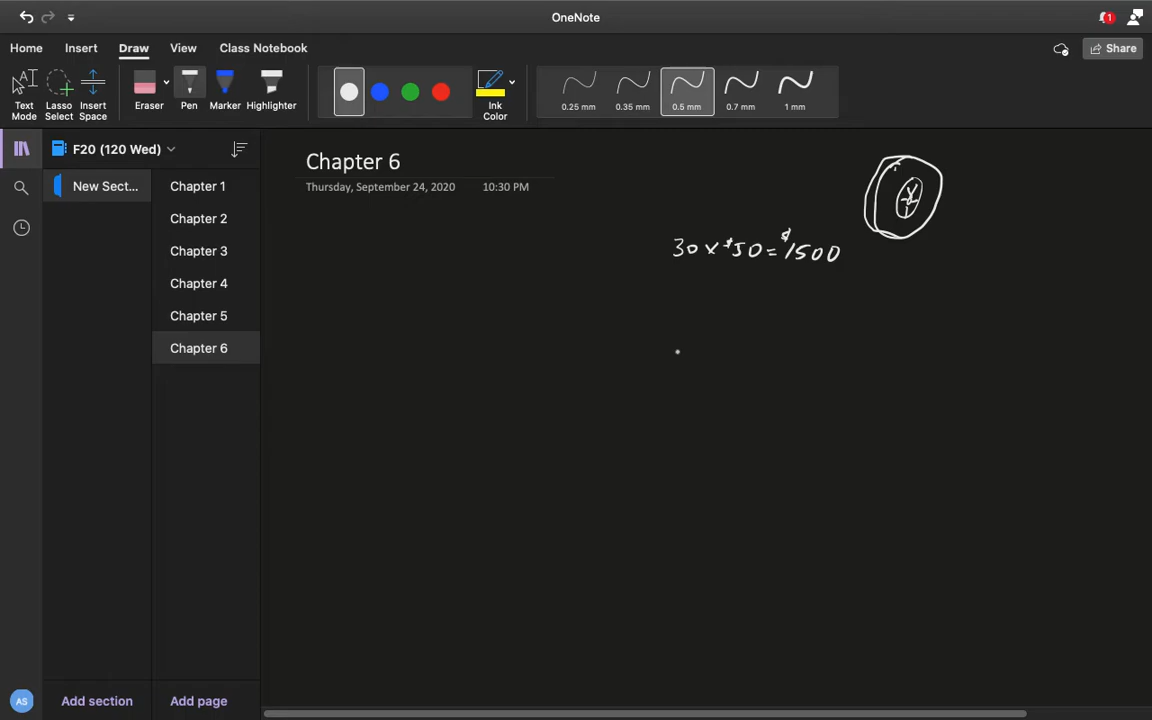 OneNote
1
Home Insert Draw View Class Notebook
Share
Text Mode
Lasso Select
Insert Space
Eraser
Pen
Marker
Highlighter
Ink Color
0.25 mm
0.35 mm
0.5 mm
0.7 mm
1 mm
F20 (120 Wed)
New Sect...
Chapter 1
Chapter 2
Chapter 3
Chapter 4
Chapter 5
Chapter 6
Chapter 6
Thursday, September 24, 2020 10:30 PM
30 x $50 = $1500
AS
Add section
Add page